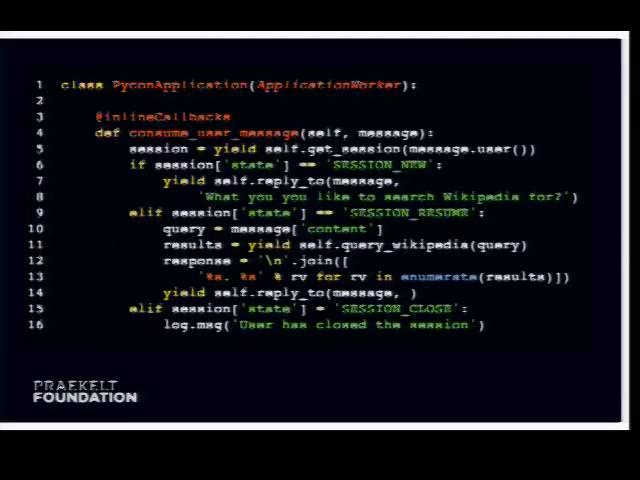 1 class PyconApplication(ApplicationWorker):
2
3 @inlineCallbacks
4 def consume_user_message(self, message):
5 session = yield self.get_session(message.user())
6 if session['state'] == 'SESSION_NEW':
7 yield self.reply_to(message,
8 'What you you like to search Wikipedia for?')
9 elif session['state'] == 'SESSION_RESUME':
10 query = message['content']
11 results = yield self.query_wikipedia(query)
12 response = '\n'.join([
13 '%s. %s' % rv for rv in enumerate(results)])
14 yield self.reply_to(message, )
15 elif session['state'] = 'SESSION_CLOSE':
16 log.msg('User has closed the session')
PRAEKELT
FOUNDATION